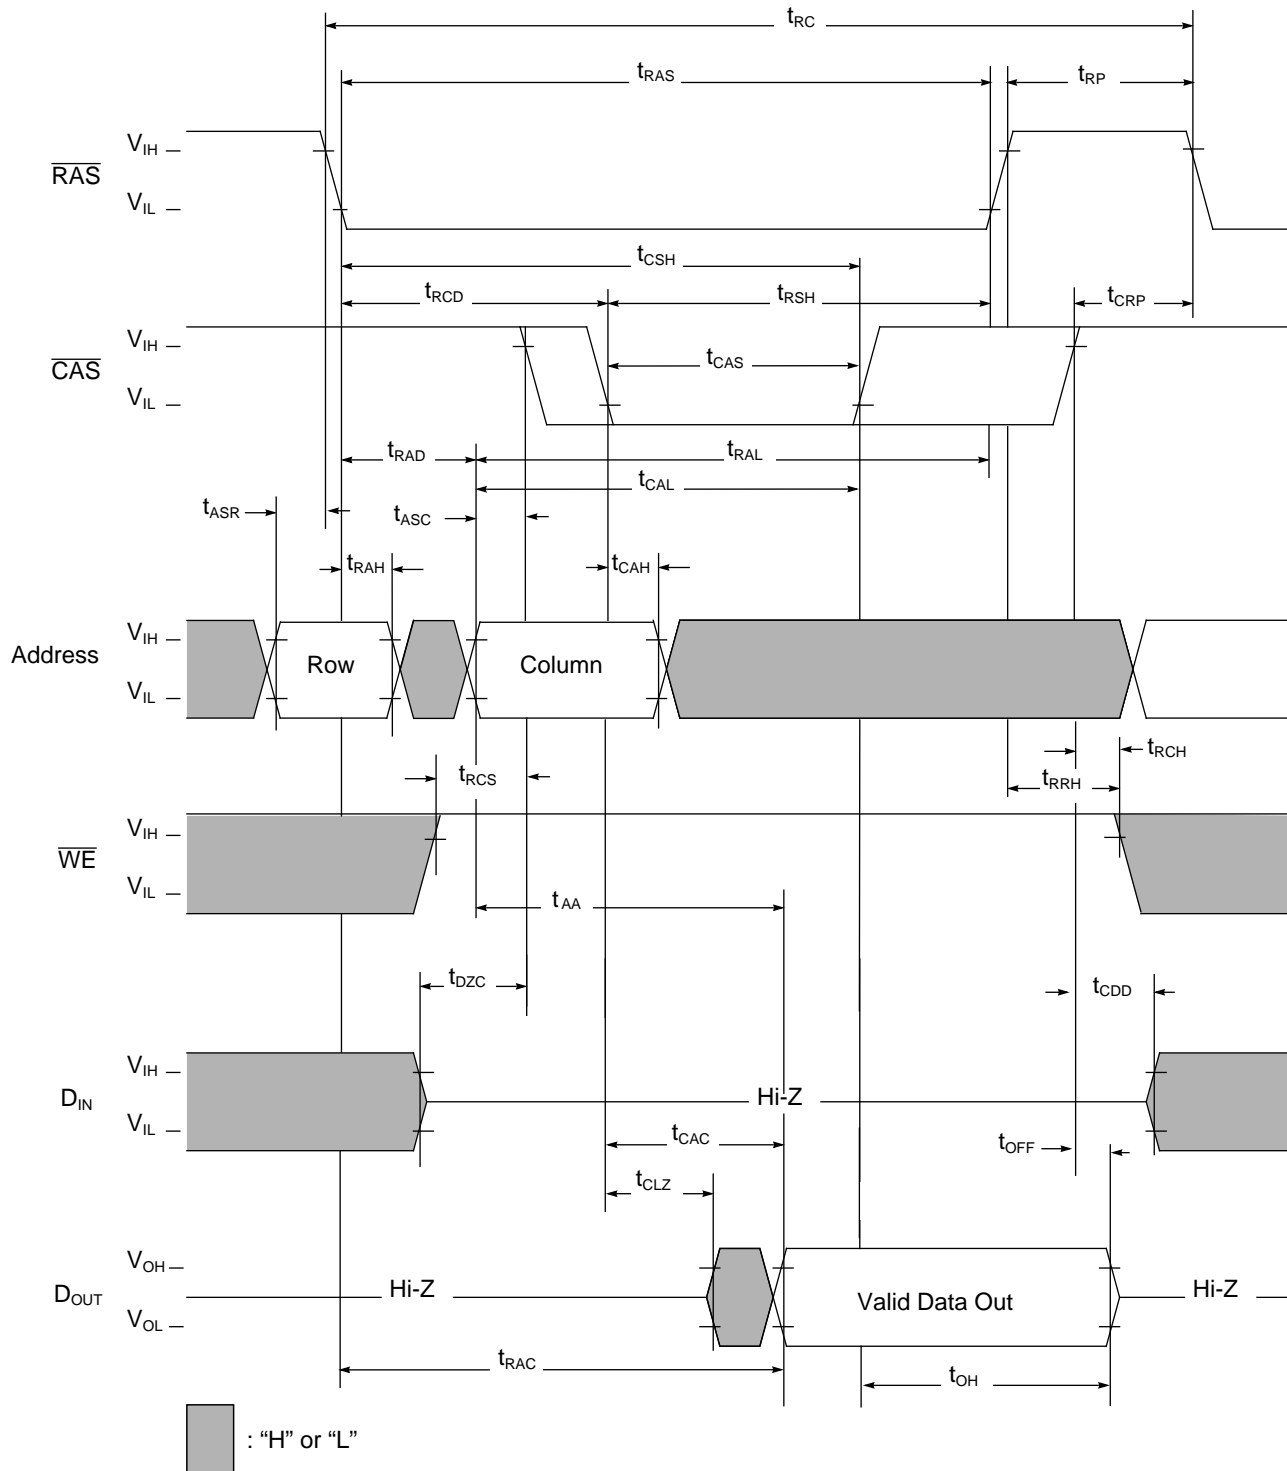 tRC
tRAS
tRP
VIH
RAS
VIL
tCSH
tRCD
tRSH
tCRP
VIH
CAS
tCAS
VIL
tRAD
tRAL
tCAL
tASR
tASC
tRAH
tCAH
VIH
Address
Row
Column
VIL
tRCH
tRCS
tRRH
VIH
WE
VIL
tAA
tDZC
tCDD
VIH
DIN
Hi-Z
VIL
tCAC
tOFF
tCLZ
VOH
DOUT
Hi-Z
Valid Data Out
Hi-Z
VOL
tRAC
tOH
: “H” or “L”